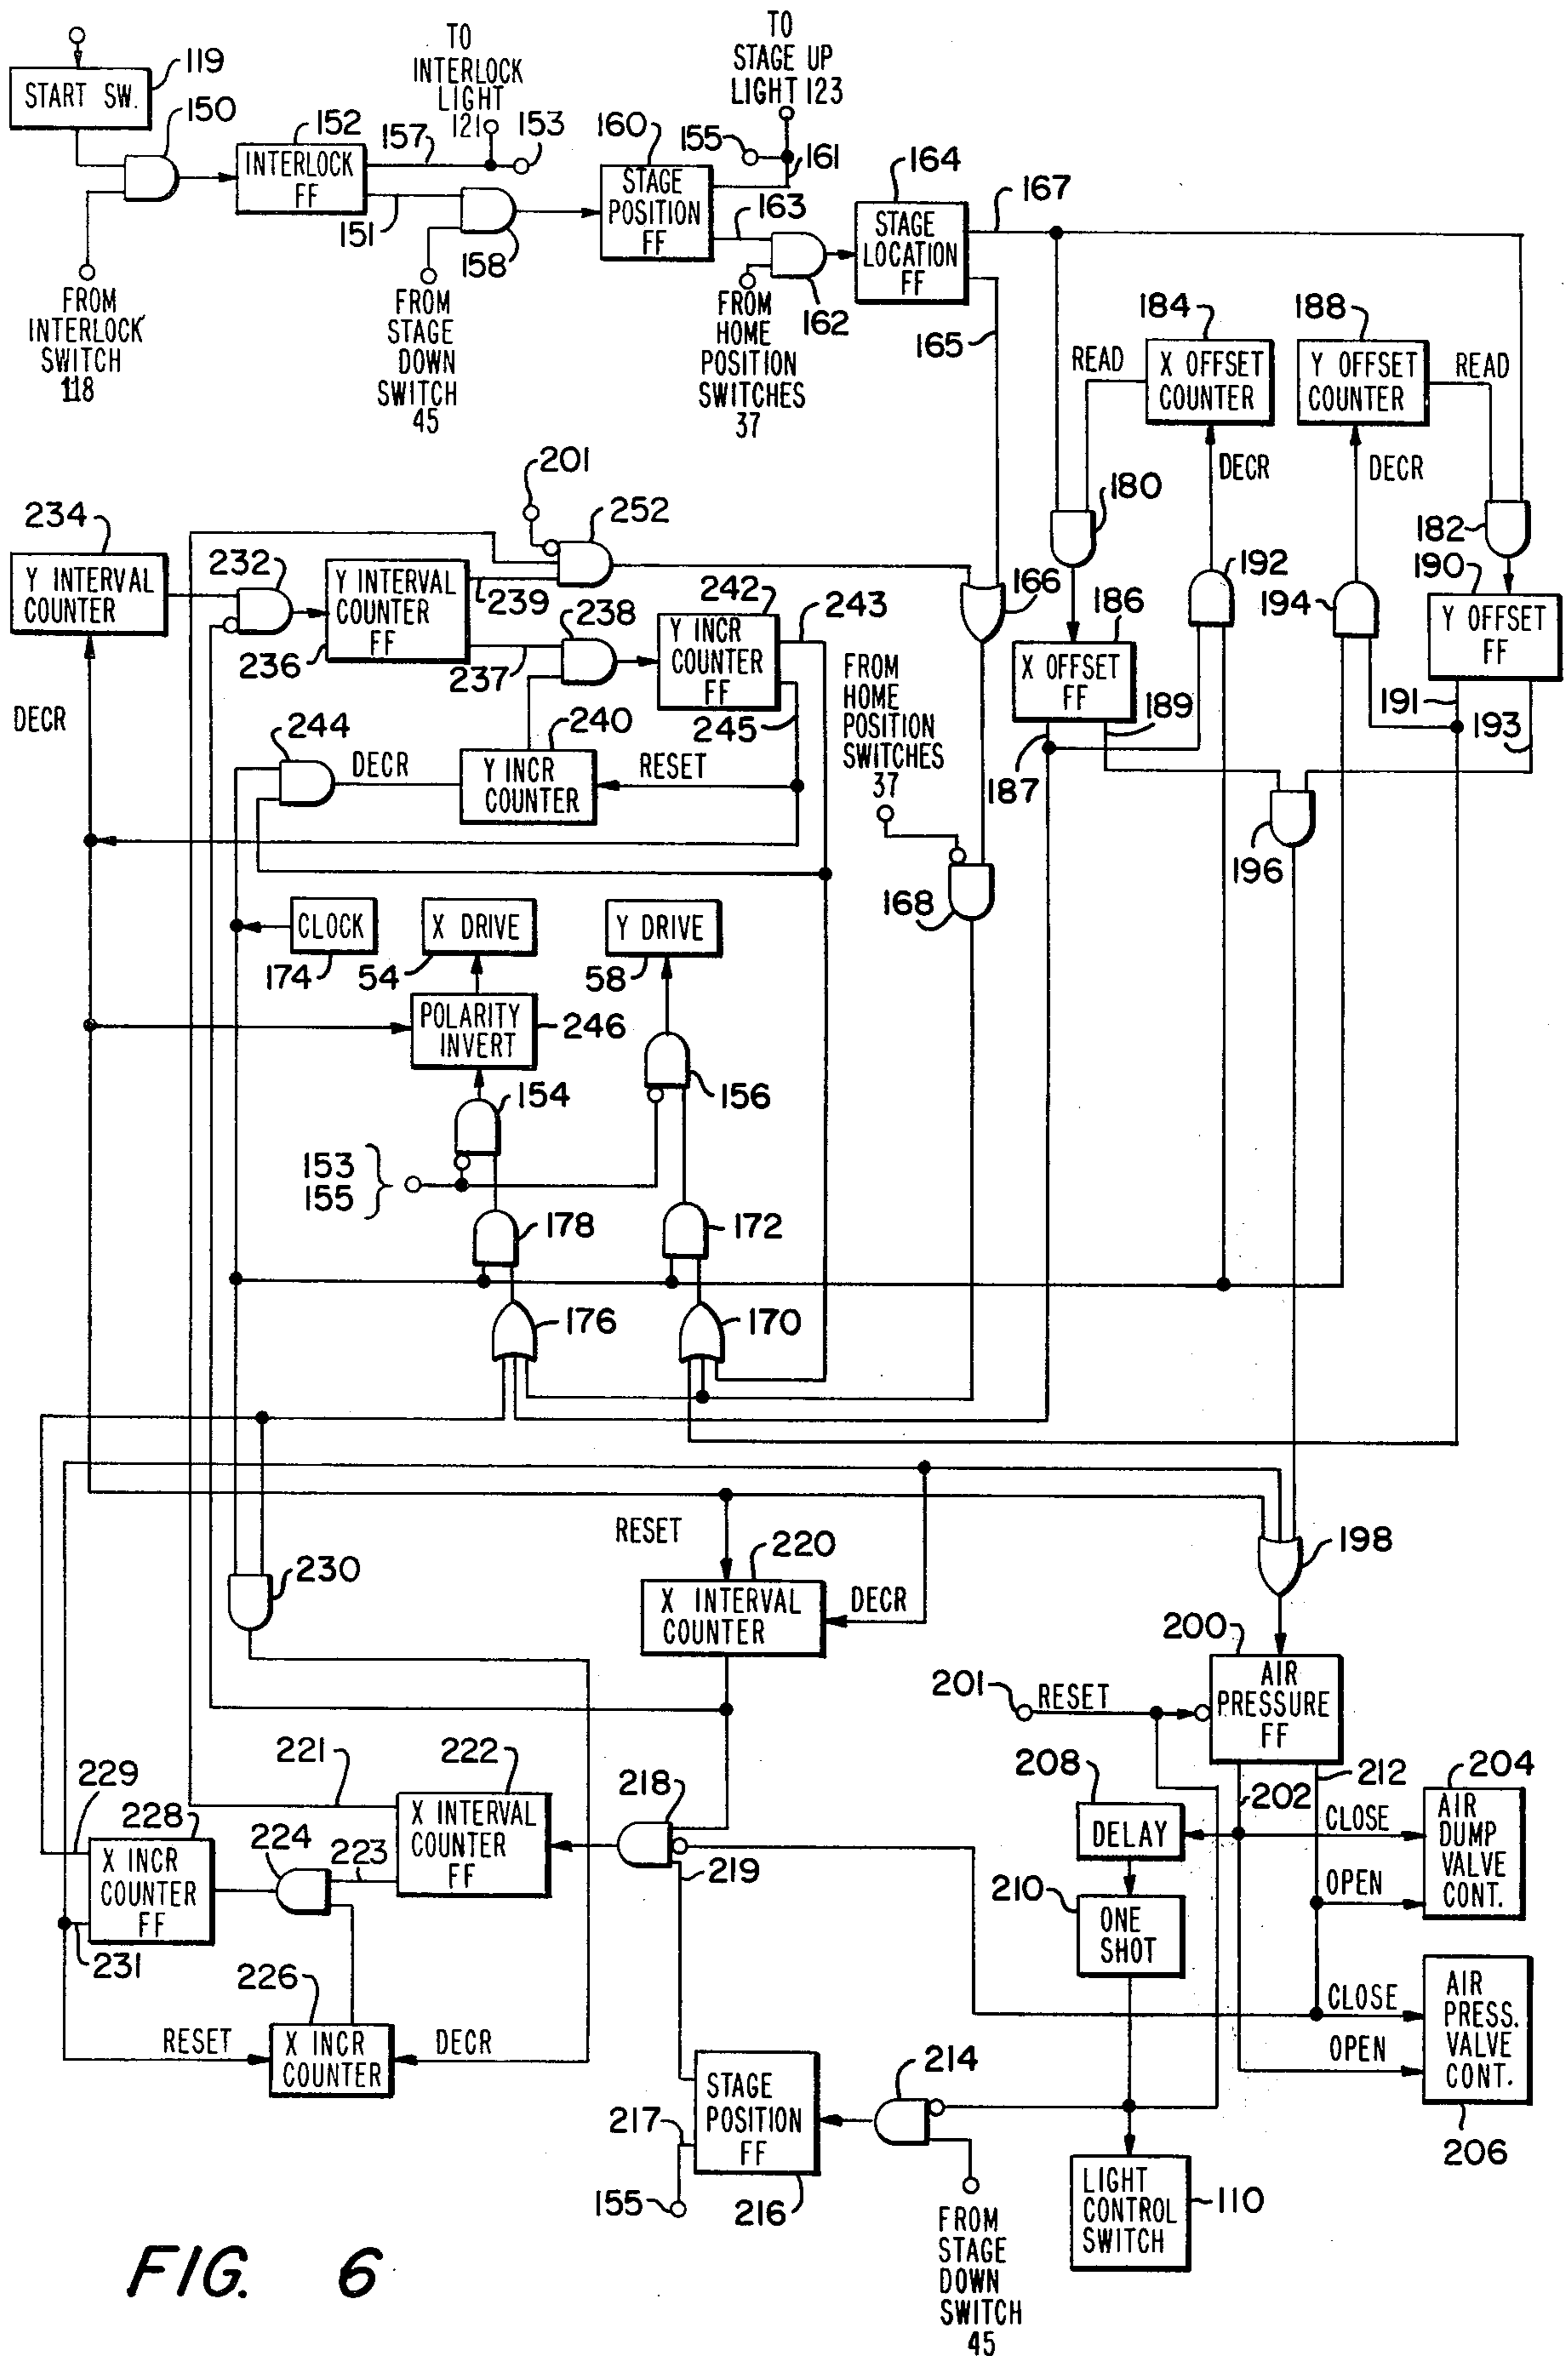 119
START SW.
150
TO
INTERLOCK
LIGHT
121
TO
STAGE UP
LIGHT 123
152
INTERLOCK
FF
157
153
151
158
160
STAGE
POSITION
FF
155
161
163
162
164
STAGE
LOCATION
FF
167
165
FROM
INTERLOCK
SWITCH
118
FROM
STAGE
DOWN
SWITCH
45
FROM
HOME
POSITION
SWITCHES
37
184
X OFFSET
COUNTER
READ
DECR
188
Y OFFSET
COUNTER
READ
DECR
180
182
192
194
190
Y OFFSET
FF
191
193
186
X OFFSET
FF
189
187
196
166
234
Y INTERVAL
COUNTER
232
201
252
Y INTERVAL
COUNTER
FF
236
239
237
238
242
Y INCR
COUNTER
FF
243
245
FROM
HOME
POSITION
SWITCHES
37
168
DECR
244
DECR
240
Y INCR
COUNTER
RESET
CLOCK
174
X DRIVE
54
Y DRIVE
58
POLARITY
INVERT
246
154
156
153
155
178
172
176
170
RESET
220
X INTERVAL
COUNTER
DECR
198
230
200
AIR
PRESSURE
FF
201
RESET
202
212
208
DELAY
210
ONE
SHOT
CLOSE
OPEN
204
AIR
DUMP
VALVE
CONT.
CLOSE
OPEN
AIR
PRESS.
VALVE
CONT.
206
221
222
X INTERVAL
COUNTER
FF
218
219
229
228
X INCR
COUNTER
FF
224
223
231
226
X INCR
COUNTER
RESET
DECR
STAGE
POSITION
FF
216
217
155
214
FROM
STAGE
DOWN
SWITCH
45
LIGHT
CONTROL
SWITCH
110
FIG. 6